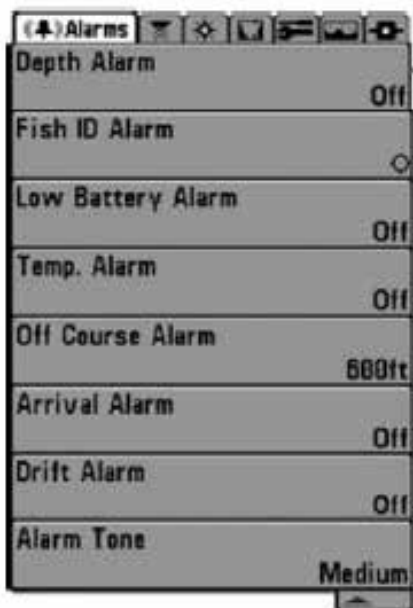 Alarms
Depth Alarm
Off
Fish ID Alarm
Low Battery Alarm
Off
Temp. Alarm
Off
Off Course Alarm
600ft
Arrival Alarm
Off
Drift Alarm
Off
Alarm Tone
Medium